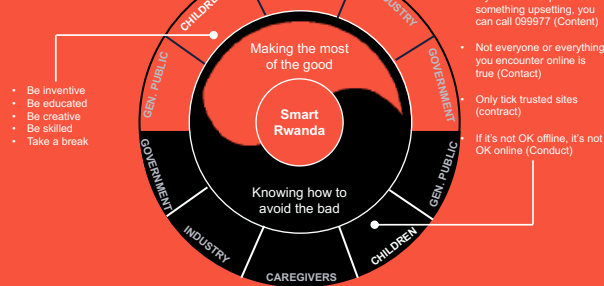 CHILDREN
INDUSTRY
GEN. PUBLIC
GOVERNMENT
Making the most
of the good
Smart
Rwanda
Knowing how to
avoid the bad
GOVERNMENT
INDUSTRY
CAREGIVERS
CHILDREN
GEN. PUBLIC
• Be inventive
• Be educated
• Be creative
• Be skilled
• Take a break
something upsetting, you
can call 099977 (Content)
• Not everyone or everything
you encounter online is
true (Contact)
• Only tick trusted sites
(contract)
• If it's not OK offline, it's not
OK online (Conduct)